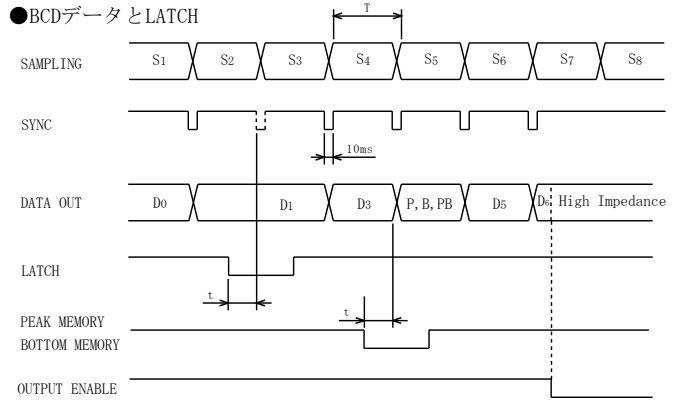 ●BCDデータとLATCH
T
SAMPLING S1 S2 S3 S4 S5 S6 S7 S8
SYNC
10ms
DATA OUT D0 D1 D3 P,B,PB D5 D6 High Impedance
LATCH
t
t
PEAK MEMORY
BOTTOM MEMORY
OUTPUT ENABLE